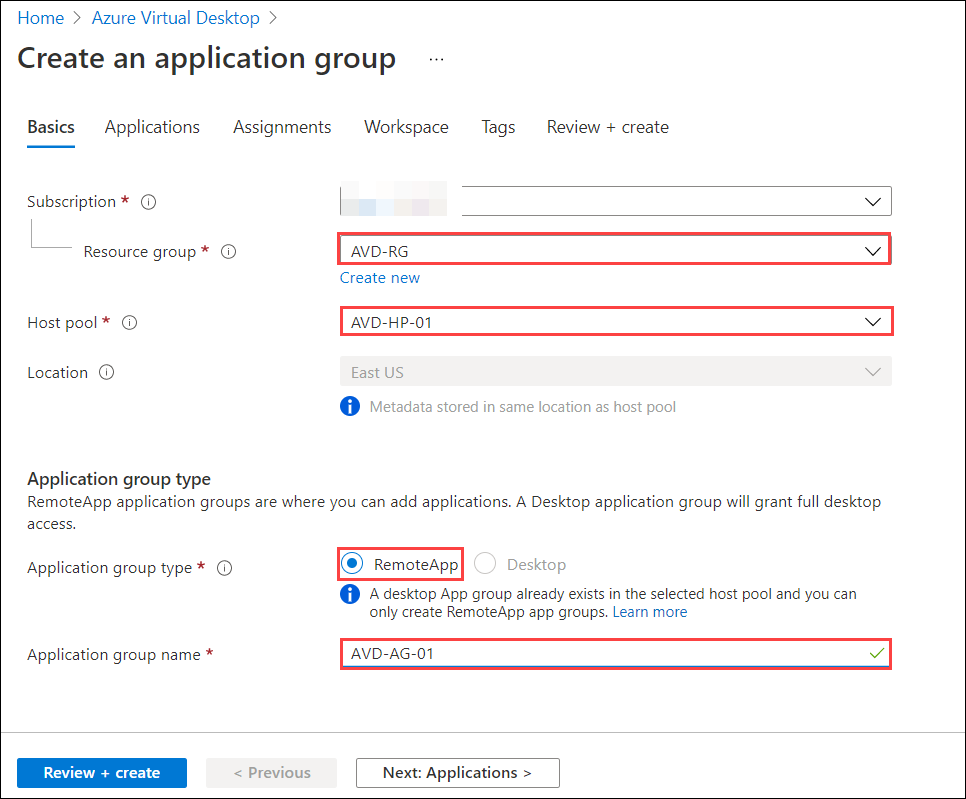 Home > Azure Virtual Desktop >
Create an application group ...
Basics Applications Assignments Workspace Tags Review + create
Subscription *
Resource group * AVD-RG
Create new
Host pool * AVD-HP-01
Location East US
Metadata stored in same location as host pool
Application group type
RemoteApp application groups are where you can add applications. A Desktop application group will grant full desktop
access.
Application group type * RemoteApp Desktop
A desktop App group already exists in the selected host pool and you can
only create RemoteApp app groups. Learn more
Application group name * AVD-AG-01
Review + create < Previous Next: Applications >